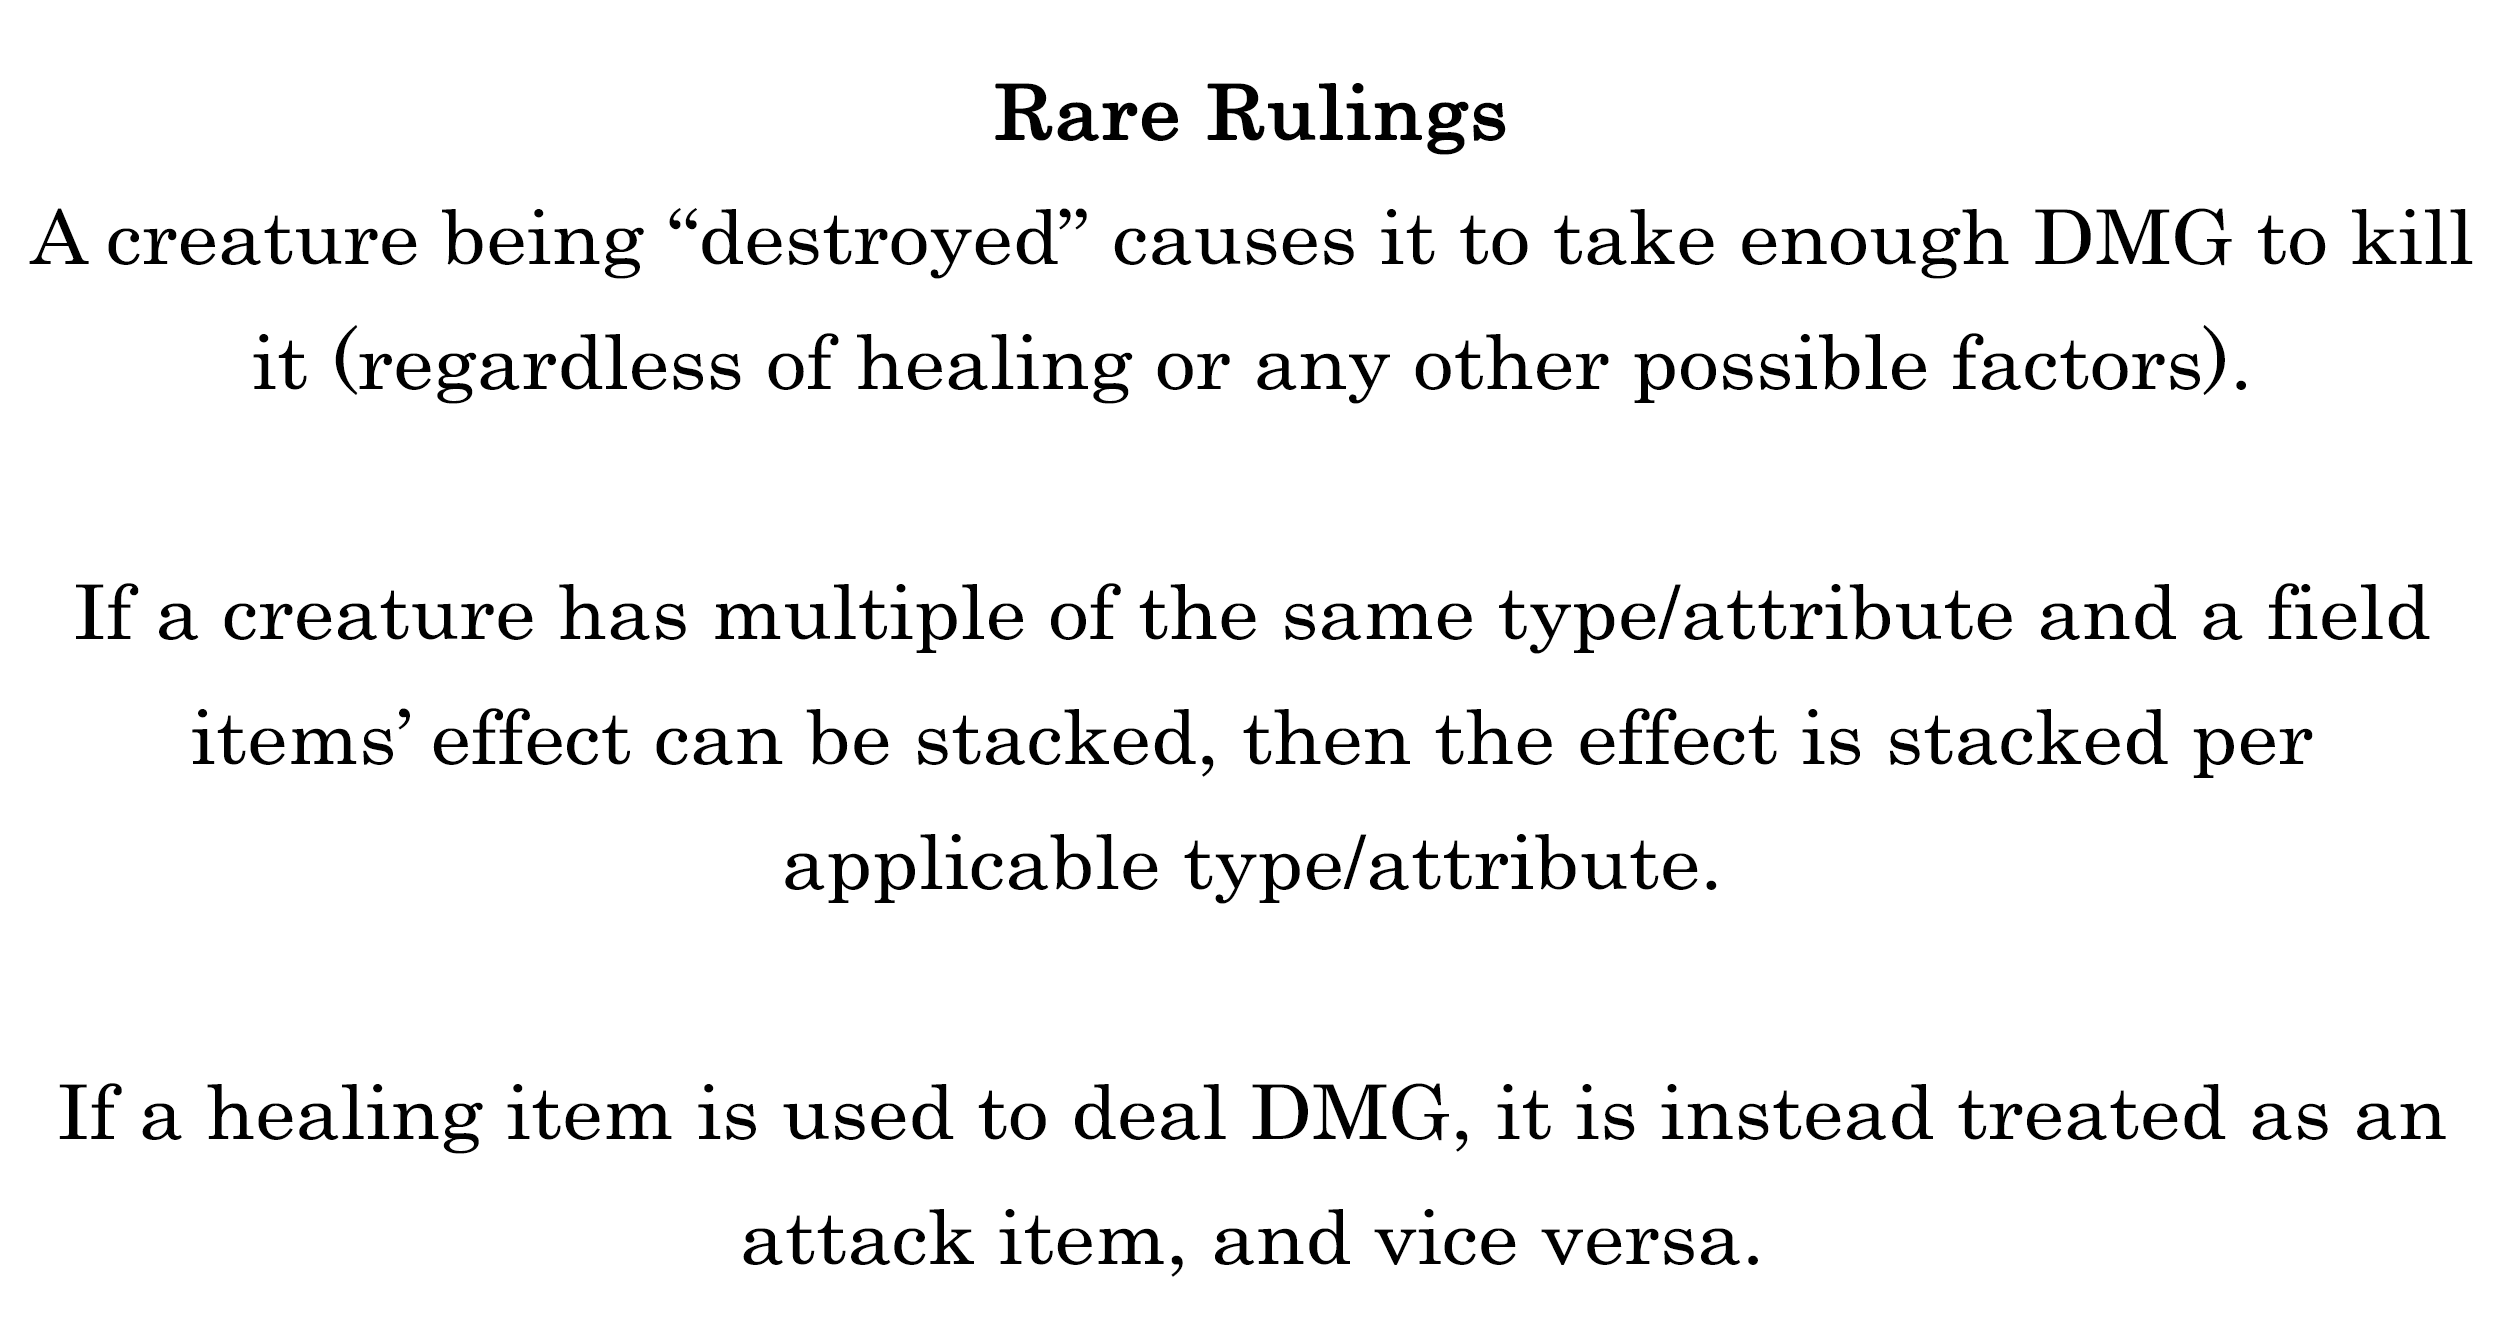 Rare Rulings
A creature being “destroyed” causes it to take enough DMG to kill
it (regardless of healing or any other possible factors).
If a creature has multiple of the same type/attribute and a field
items’ effect can be stacked, then the effect is stacked per
applicable type/attribute.
If a healing item is used to deal DMG, it is instead treated as an
attack item, and vice versa.